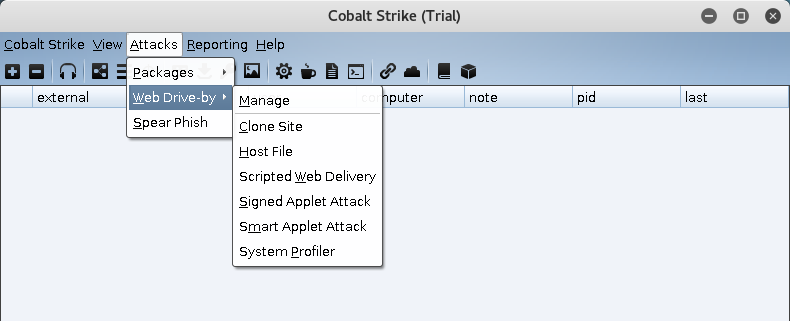 Cobalt Strike (Trial)
Cobalt Strike View Attacks Reporting Help
Packages
external computer note pid last
Web Drive-by
Manage
Spear Phish
Clone Site
Host File
Scripted Web Delivery
Signed Applet Attack
Smart Applet Attack
System Profiler